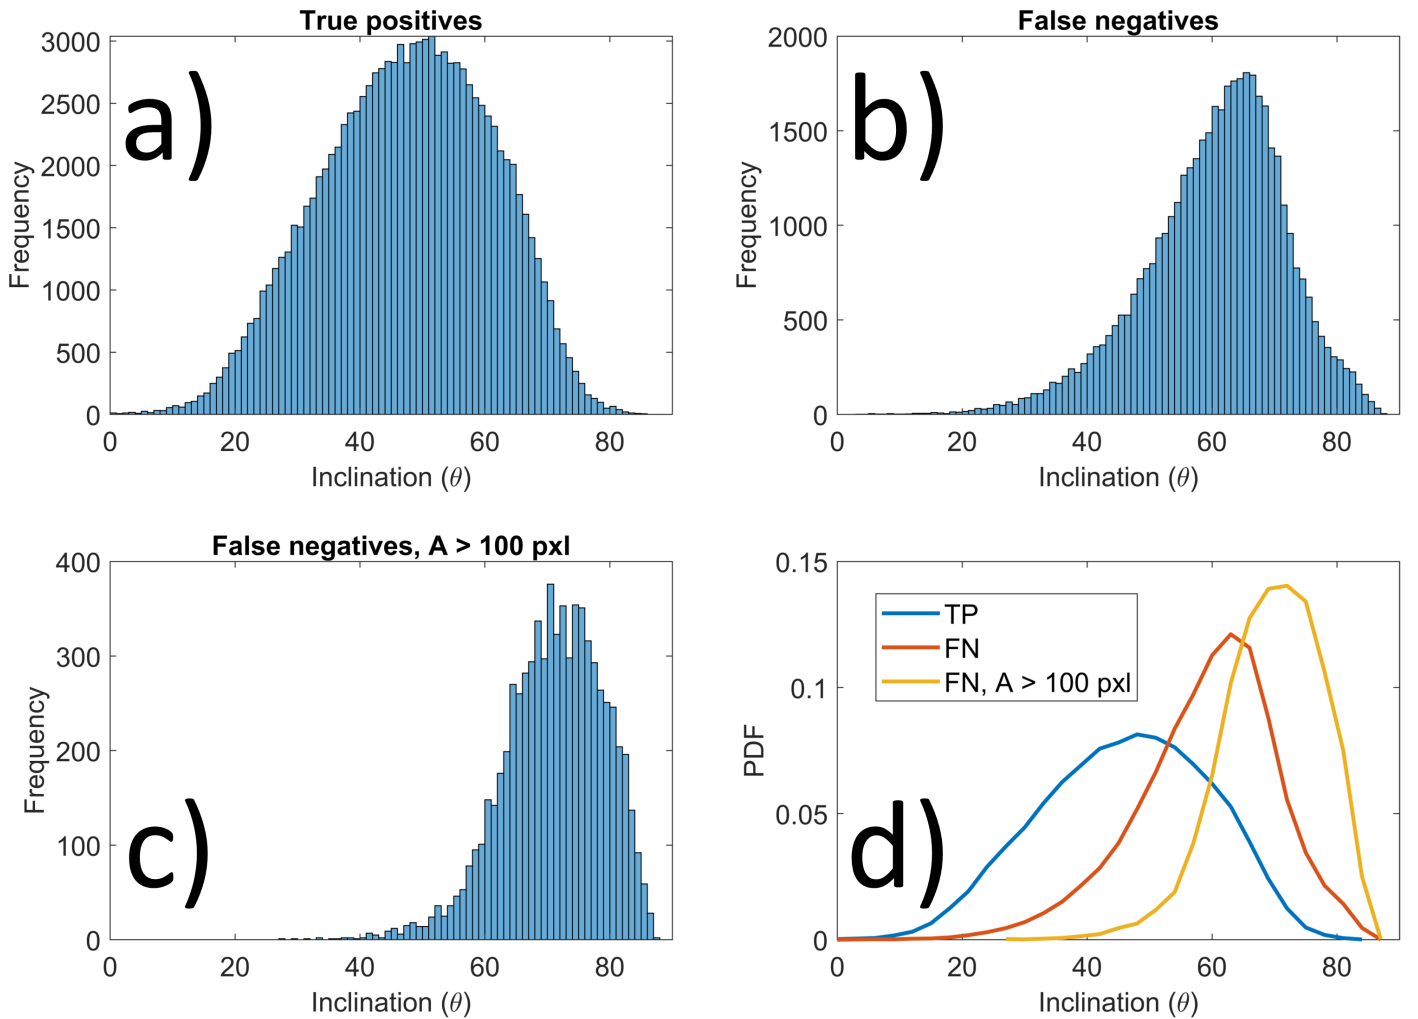 True positives
a)
3000
2500
2000
1500
1000
500
0
Frequency
0 20 40 60 80
Inclination (θ)
False negatives
b)
2000
1500
1000
500
0
Frequency
0 20 40 60 80
Inclination (θ)
False negatives, A > 100 pxl
c)
400
300
200
100
0
Frequency
0 20 40 60 80
Inclination (θ)
d)
0.15
0.1
0.05
0
PDF
TP
FN
FN, A > 100 pxl
0 20 40 60 80
Inclination (θ)